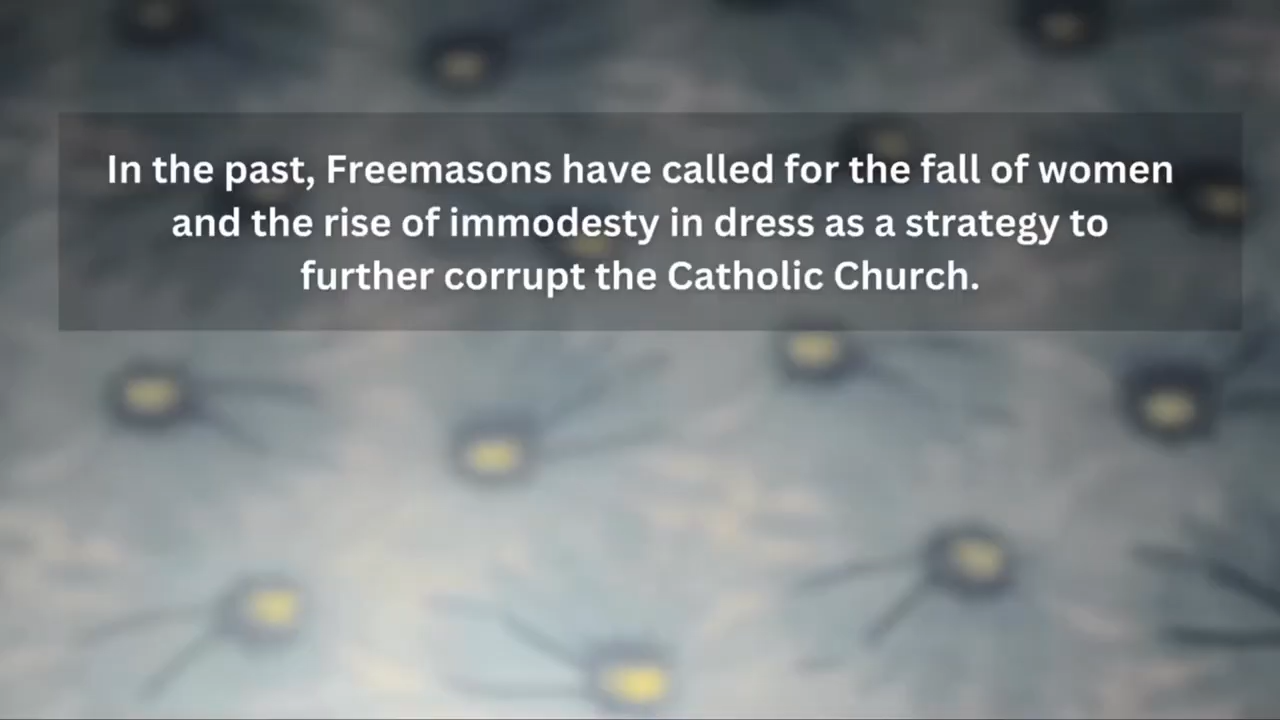 In the past, Freemasons have called for the fall of women
and the rise of immodesty in dress as a strategy to
further corrupt the Catholic Church.